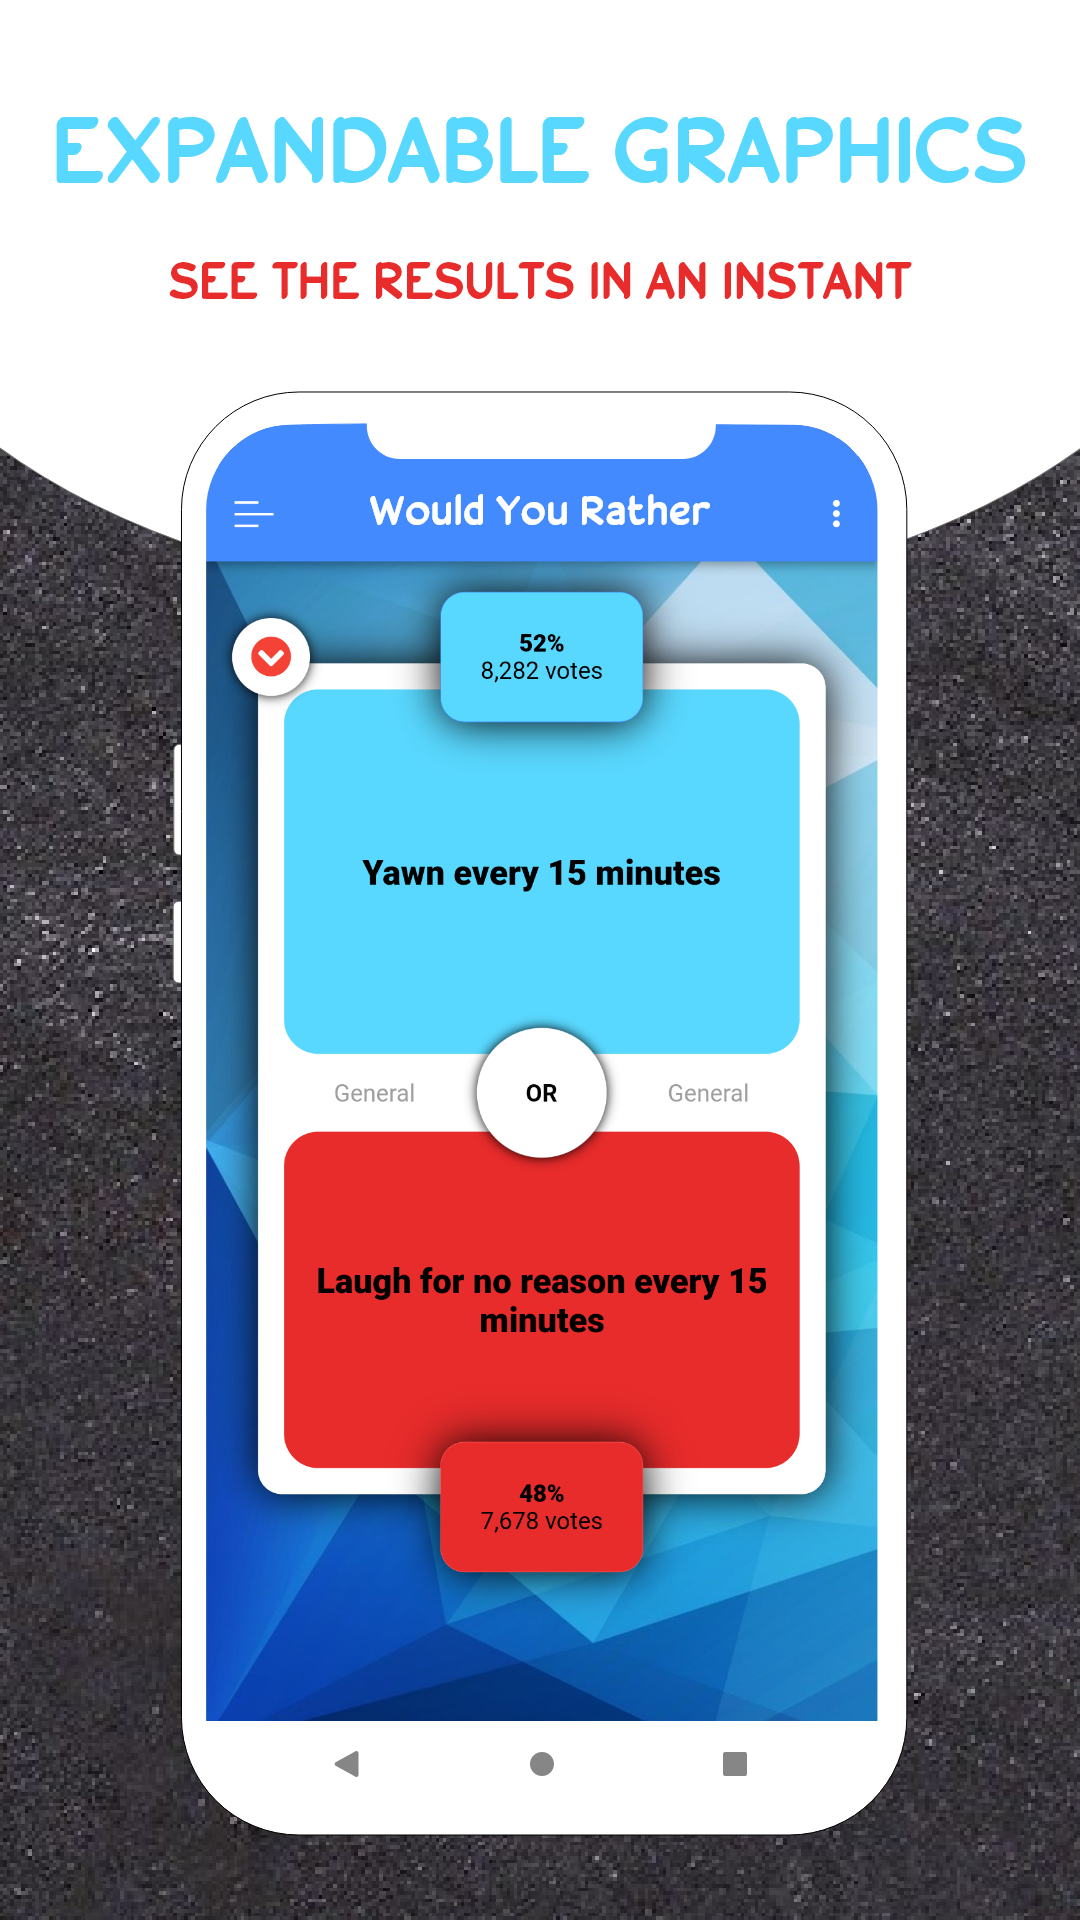 EXPANDABLE GRAPHICS
SEE THE RESULTS IN AN INSTANT
Would You Rather
52%
8,282 votes
Yawn every 15 minutes
General OR General
Laugh for no reason every 15
minutes
48%
7,678 votes